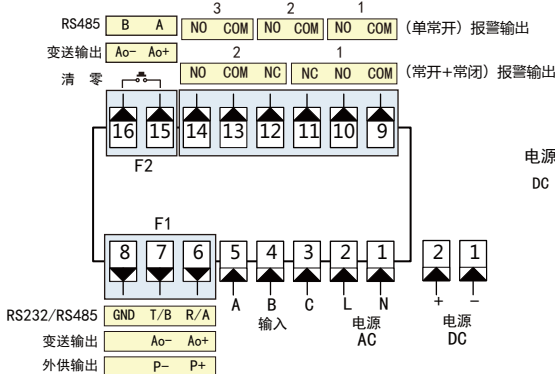 3 2 1
RS485 B A NO COM NO COM NO COM (单常开) 报警输出
变送输出 Ao- Ao+ 2 1
清 零 NO COM NC NC NO COM (常开+常闭) 报警输出
16 15 14 13 12 11 10 9
F2
电源
DC
F1
8 7 6 5 4 3 2 1 2 1
A B C L N + -
RS232/RS485 GND T/B R/A 输入 电源 电源
变送输出 Ao- Ao+ AC DC
外供输出 P- P+